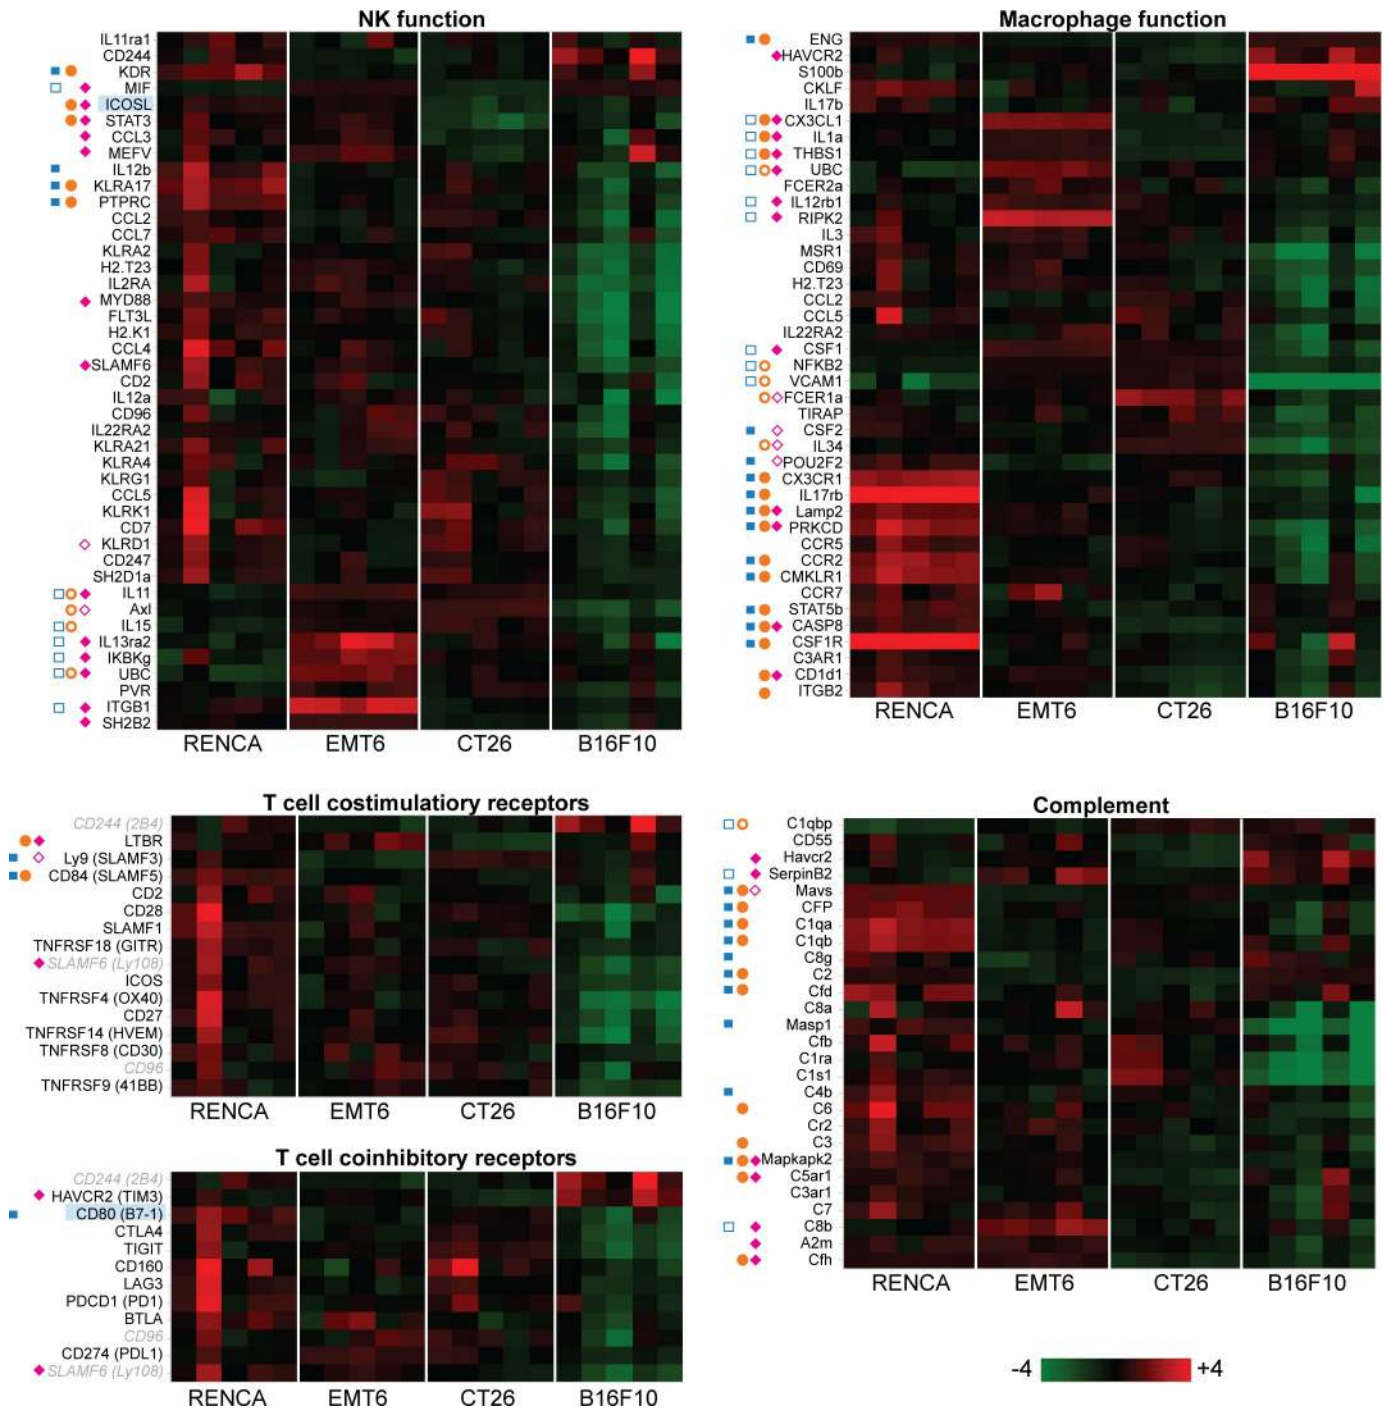 NK function
IL11ra1
CD244
KDR
MIF
ICOSL
STAT3
CCL3
MEFV
IL12b
KLRA17
PTPRC
CCL2
CCL7
KLRA2
H2.T23
IL2RA
MYD88
FLT3L
H2.K1
CCL4
SLAMF6
CD2
IL12a
CD96
IL22RA2
KLRA21
KLRA4
KLRG1
CCL5
KLRK1
CD7
KLRD1
CD247
SH2D1a
IL11
Axl
IL15
IL13ra2
IKBKg
UBC
PVR
ITGB1
SH2B2
RENCA EMT6 CT26 B16F10
Macrophage function
ENG
HAVCR2
S100b
CKLF
IL17b
CX3CL1
IL1a
THBS1
UBC
FCER2a
IL12rb1
RIPK2
IL3
MSR1
CD69
H2.T23
CCL2
CCL5
IL22RA2
CSF1
NFKB2
VCAM1
FCER1a
TIRAP
CSF2
IL34
POU2F2
CX3CR1
IL17rb
Lamp2
PRKCD
CCR5
CCR2
CMKLR1
CCR7
STAT5b
CASP8
CSF1R
C3AR1
CD1d1
ITGB2
RENCA EMT6 CT26 B16F10
T cell costimulatiory receptors
CD244 (2B4)
LTBR
Ly9 (SLAMF3)
CD84 (SLAMF5)
CD2
CD28
SLAMF1
TNFRSF18 (GITR)
SLAMF6 (Ly108)
ICOS
TNFRSF4 (OX40)
CD27
TNFRSF14 (HVEM)
TNFRSF8 (CD30)
CD96
TNFRSF9 (41BB)
RENCA EMT6 CT26 B16F10
T cell coinhibitory receptors
CD244 (2B4)
HAVCR2 (TIM3)
CD80 (B7-1)
CTLA4
TIGIT
CD160
LAG3
PDCD1 (PD1)
BTLA
CD96
CD274 (PDL1)
SLAMF6 (Ly108)
RENCA EMT6 CT26 B16F10
Complement
C1qbp
CD55
Havcr2
SerpinB2
Mavs
CFP
C1qa
C1qb
C8g
C2
Cfd
C8a
Masp1
Cfb
C1ra
C1s1
C4b
C6
Cr2
C3
Mapkapk2
C5ar1
C3ar1
C7
C8b
A2m
Cfh
RENCA EMT6 CT26 B16F10
-4 +4